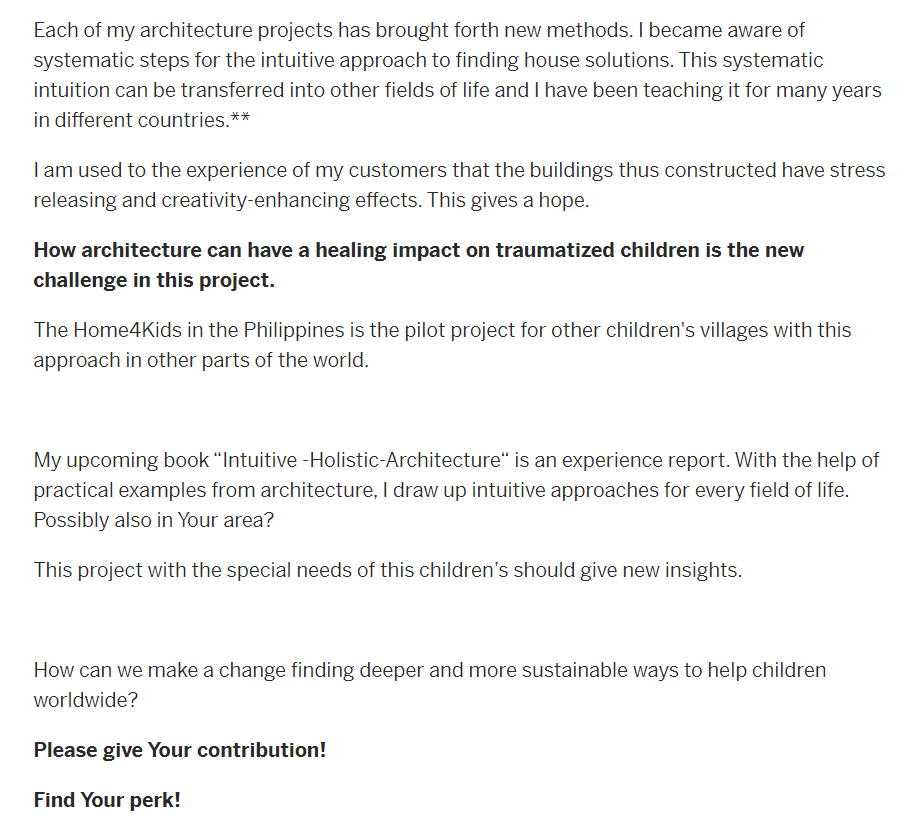 Each of my architecture projects has brought forth new methods. I became aware of
systematic steps for the intuitive approach to finding house solutions. This systematic
intuition can be transferred into other fields of life and I have been teaching it for many years
in different countries.**
I am used to the experience of my customers that the buildings thus constructed have stress
releasing and creativity-enhancing effects. This gives a hope.
How architecture can have a healing impact on traumatized children is the new
challenge in this project.
The Home4Kids in the Philippines is the pilot project for other children's villages with this
approach in other parts of the world.
My upcoming book “Intuitive -Holistic-Architecture“ is an experience report. With the help of
practical examples from architecture, I draw up intuitive approaches for every field of life.
Possibly also in Your area?
This project with the special needs of this children’s should give new insights.
How can we make a change finding deeper and more sustainable ways to help children
worldwide?
Please give Your contribution!
Find Your perk!